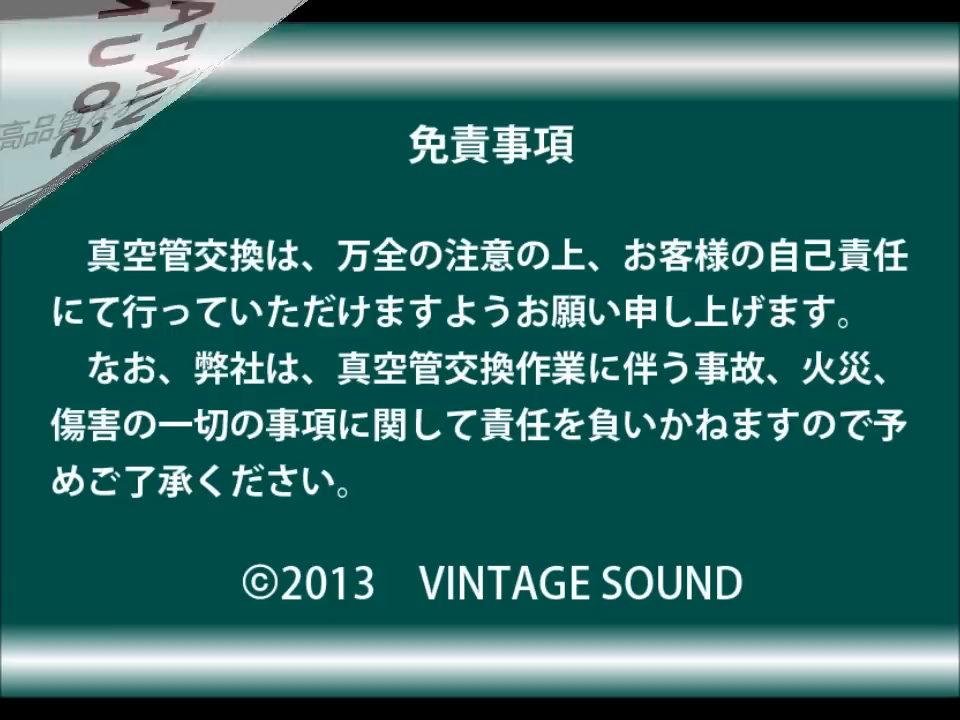 高品質な
免責事項
　真空管交換は、万全の注意の上、お客様の自己責任
にて行っていただけますようお願い申し上げます。
　なお、弊社は、真空管交換作業に伴う事故、火災、
傷害の一切の事項に関して責任を負いかねますので予
めご了承ください。
©2013　VINTAGE SOUND